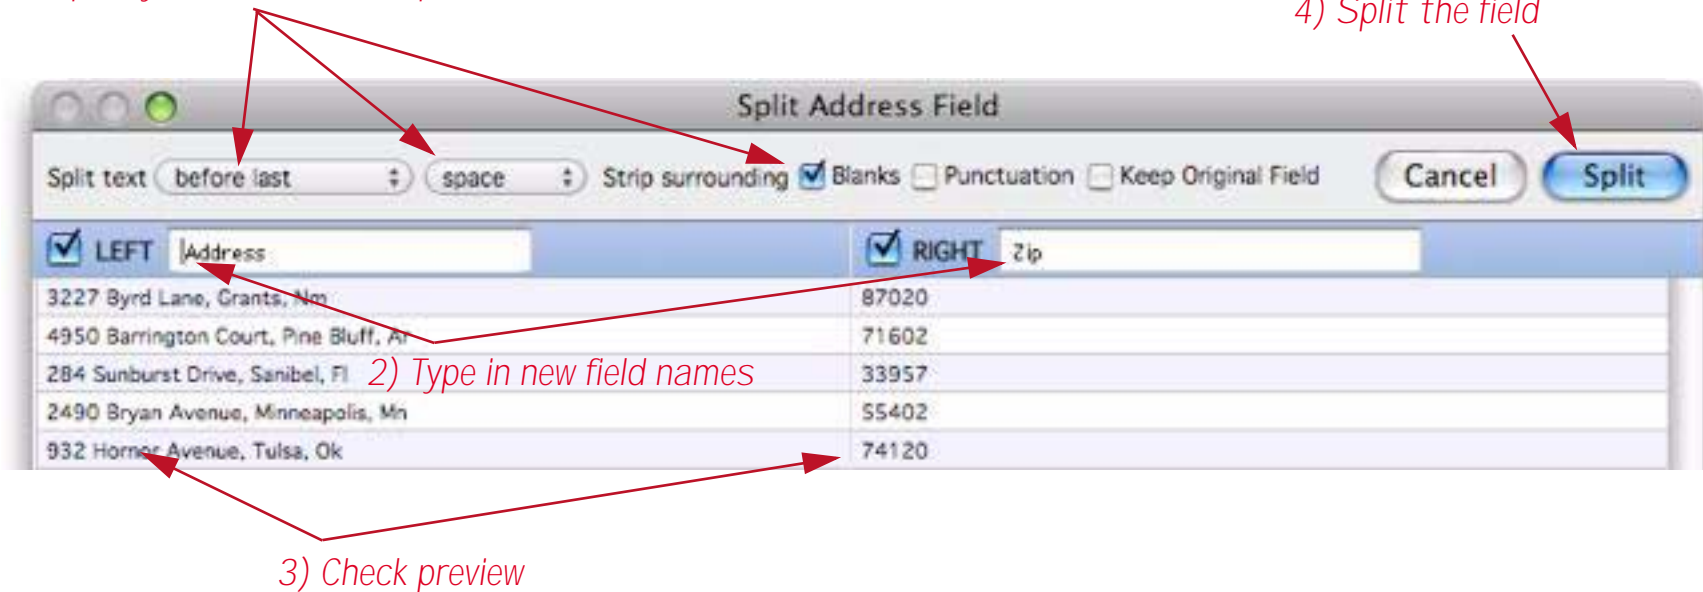 4) Split the field
Split Address Field
Split text before last space Strip surrounding Blanks Punctuation Keep Original Field Cancel Split
LEFT Address RIGHT Zip
3227 Byrd Lane, Grants, Nm 87020
4950 Barrington Court, Pine Bluff, Ar 71602
284 Sunburst Drive, Sanibel, Fl 33957
2) Type in new field names
2490 Bryan Avenue, Minneapolis, Mn 55402
932 Hornor Avenue, Tulsa, Ok 74120
3) Check preview